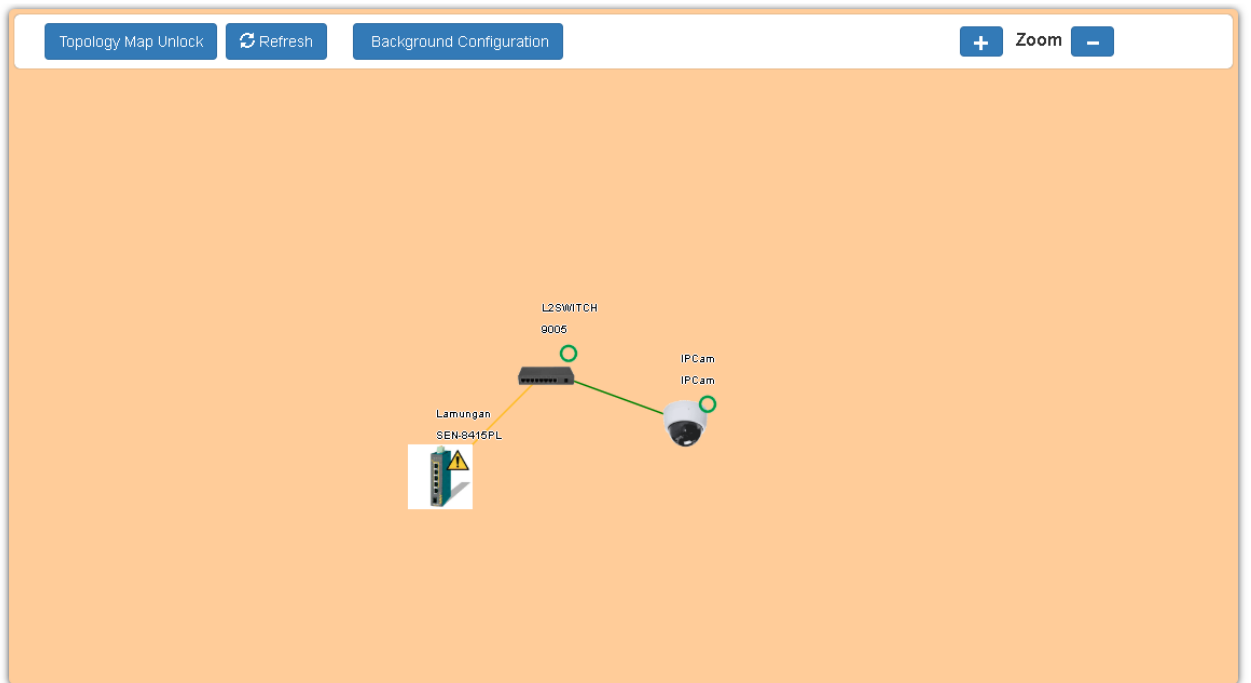 Topology Map Unlock
Refresh
Background Configuration
+ Zoom −
L2SWITCH
9005
IPCam
IPCam
Lamungan
SEN-8415PL